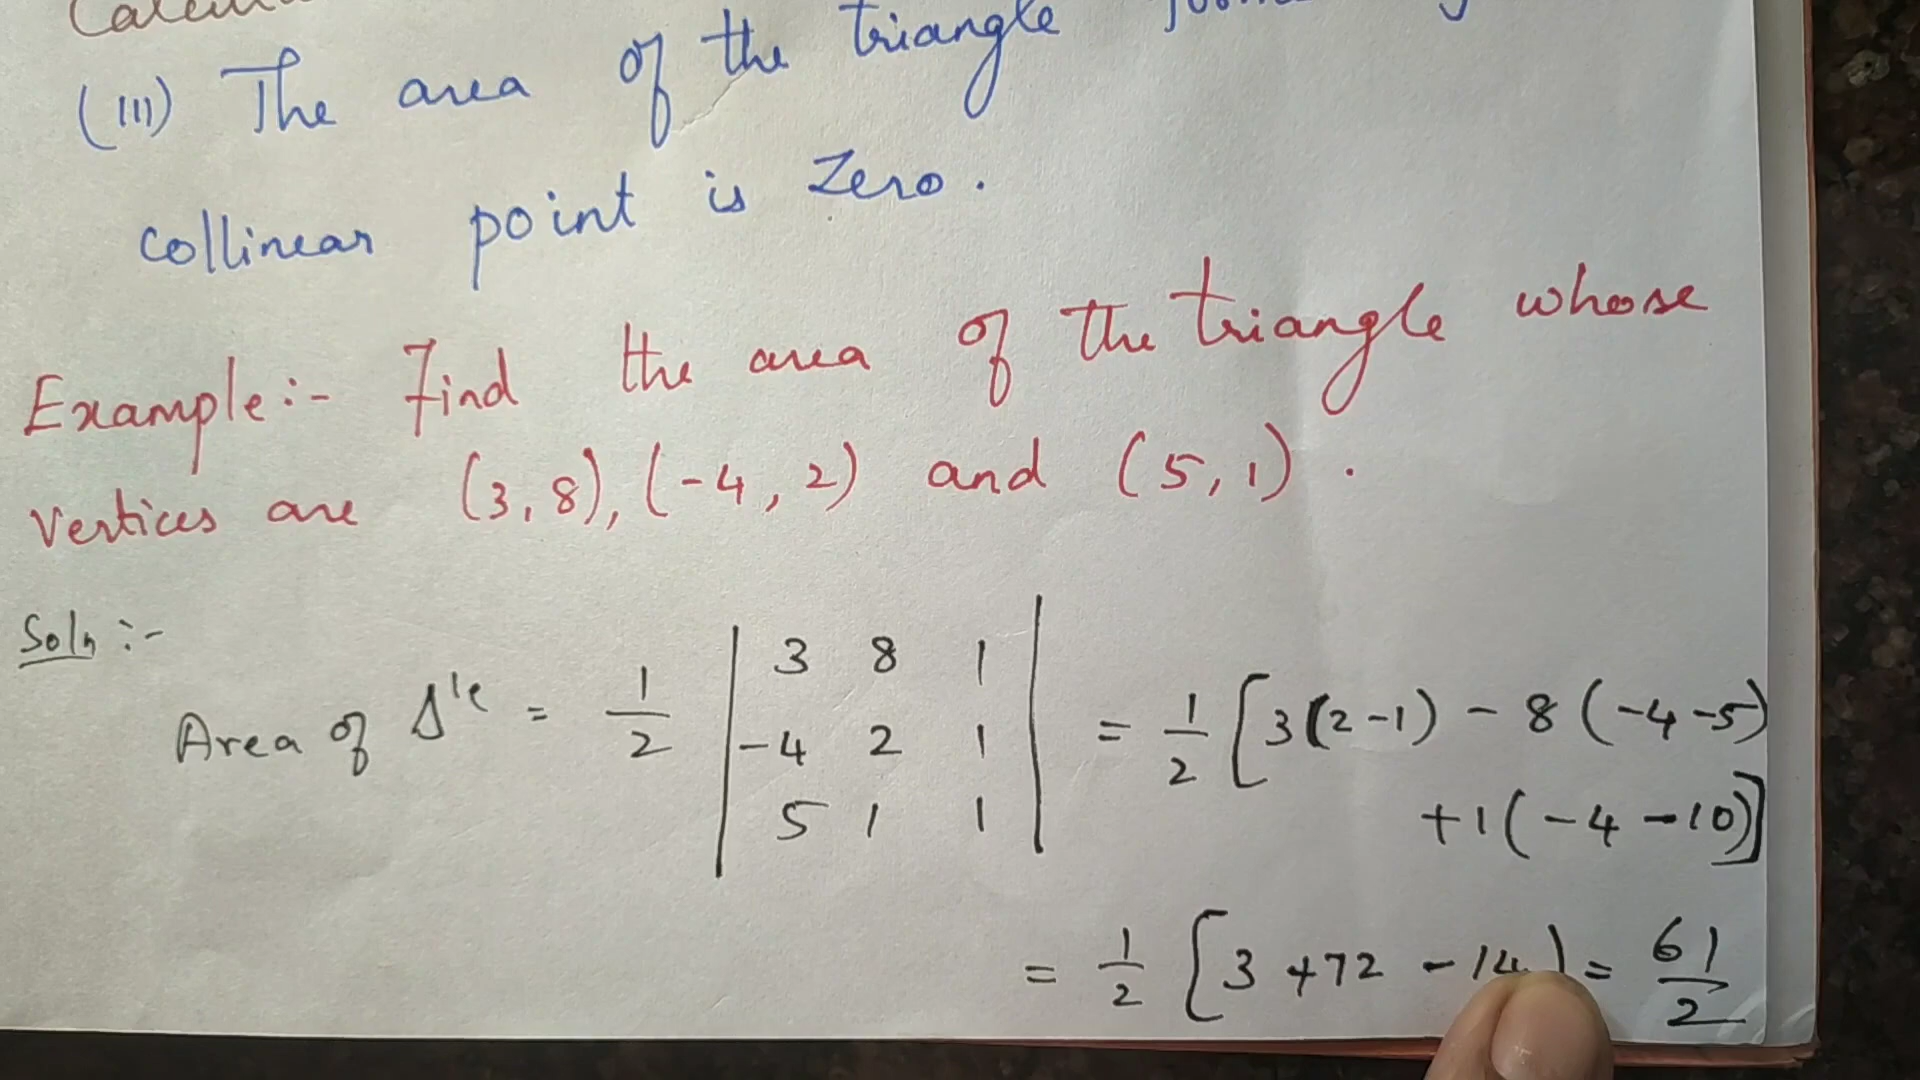 (III) The area of the triangle
collinear point is Zero.
Example:- Find the area of the triangle whose
vertices are (3,8), (-4,2) and (5,1).
Soln:-
Area of Δ'le = 1/2 | 3 8 1 | = 1/2 [3(2-1) - 8(-4-5)
| -4 2 1 |
| 5 1 1 | +1(-4-10)]
= 1/2 [3+72-14] = 61/2